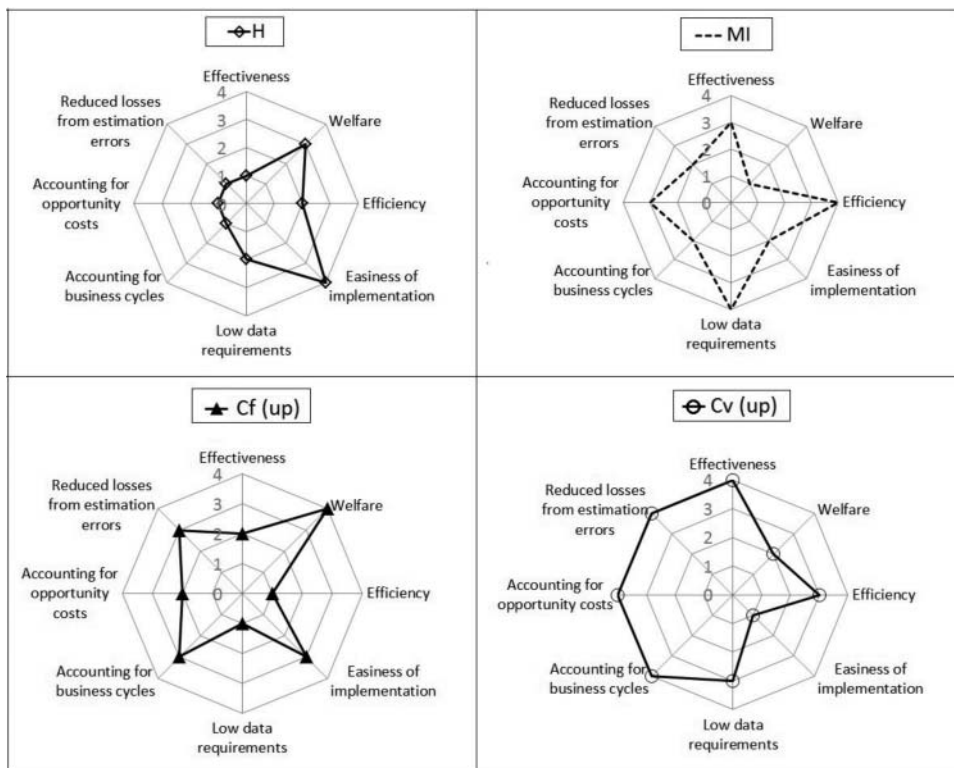 H
Effectiveness
4
3
2
1
0
Welfare
Efficiency
Easiness of
implementation
Low data
requirements
Accounting for
business cycles
Accounting for
opportunity
costs
Reduced losses
from estimation
errors
MI
Effectiveness
4
3
2
1
0
Welfare
Efficiency
Easiness of
implementation
Low data
requirements
Accounting for
business cycles
Accounting for
opportunity
costs
Reduced losses
from estimation
errors
Cf (up)
Effectiveness
4
3
2
1
0
Welfare
Efficiency
Easiness of
implementation
Low data
requirements
Accounting for
business cycles
Accounting for
opportunity
costs
Reduced losses
from estimation
errors
Cv (up)
Effectiveness
4
3
2
1
0
Welfare
Efficiency
Easiness of
implementation
Low data
requirements
Accounting for
business cycles
Accounting for
opportunity costs
Reduced losses
from estimation
errors